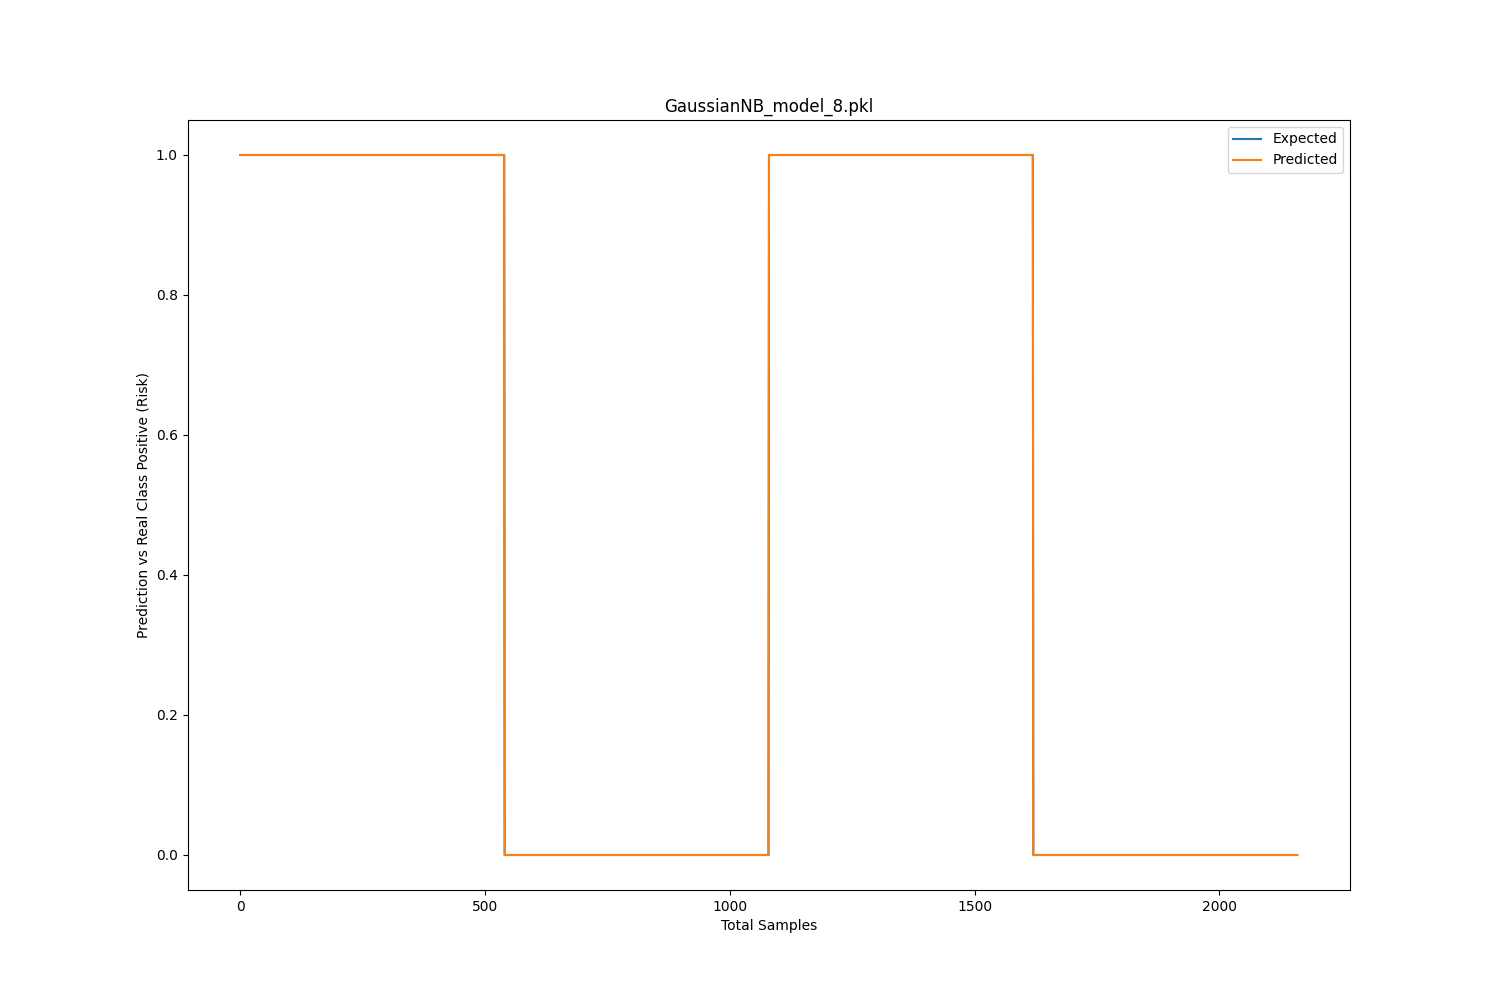 GaussianNB_model_8.pkl
Expected
Predicted
1.0
0.8
0.6
0.4
0.2
0.0
Prediction vs Real Class Positive (Risk)
0
500
1000
1500
2000
Total Samples